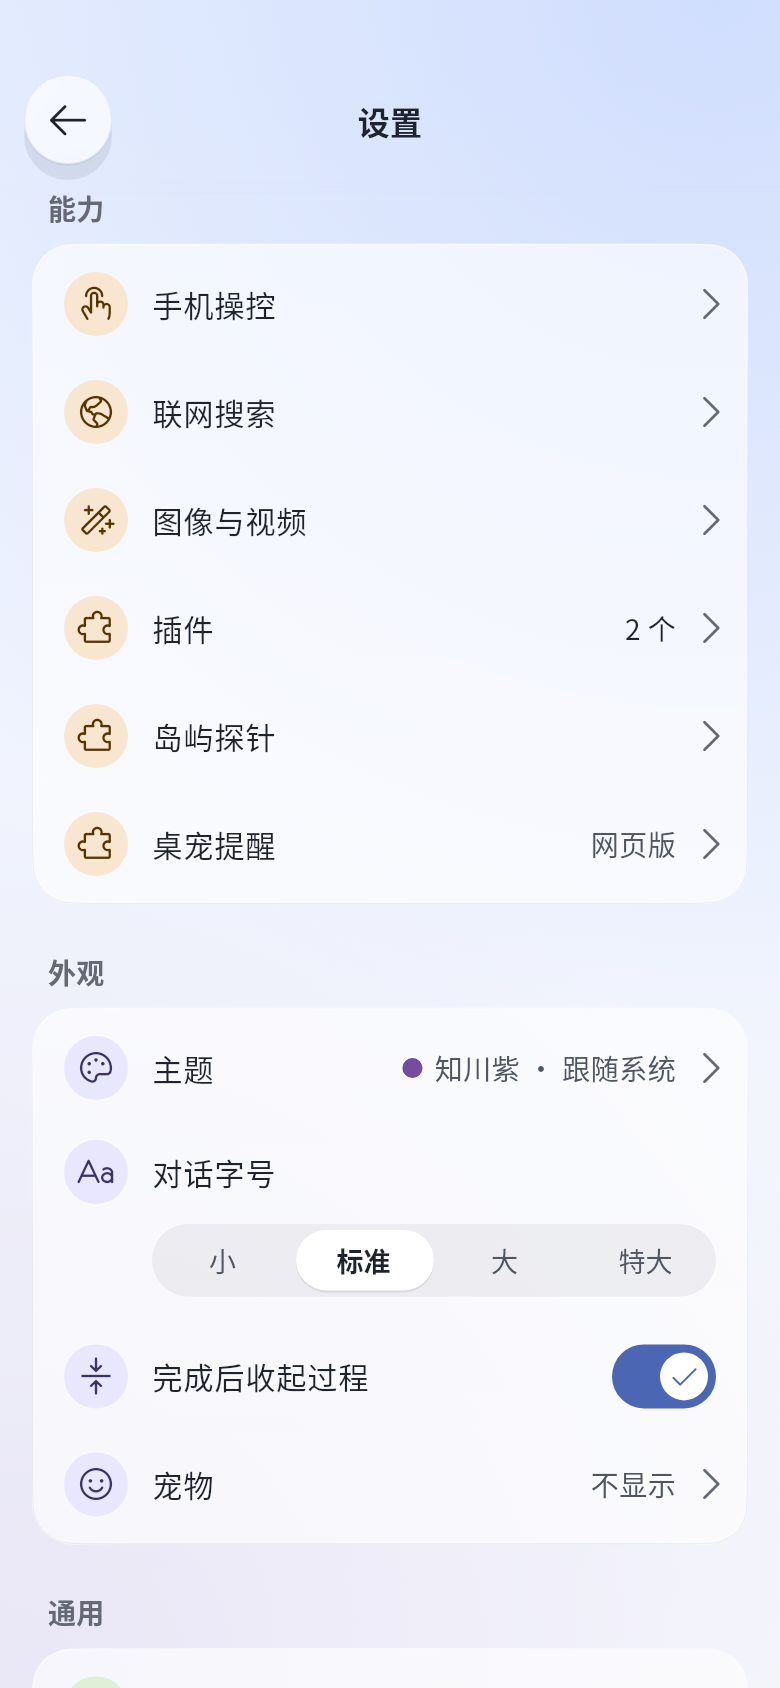 设置
能力
手机操控
联网搜索
图像与视频
插件 2 个
岛屿探针
桌宠提醒 网页版
外观
主题 知川紫 · 跟随系统
Aa 对话字号
小 标准 大 特大
完成后收起过程
宠物 不显示
通用